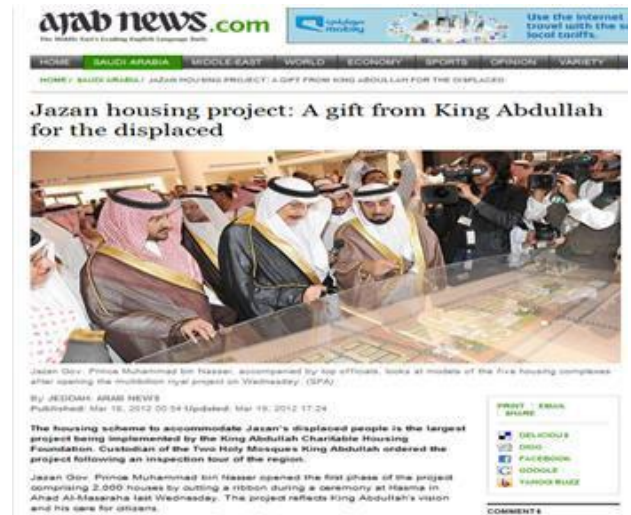 arab news.com
The Middle East's Leading English Language Daily
mobily
Use the Internet
travel with the sa
local tariffs.
HOME SAUDI ARABIA MIDDLE-EAST WORLD ECONOMY SPORTS OPINION VARIETY
HOME / SAUDI ARABIA / JAZAN HOUSING PROJECT: A GIFT FROM KING ABDULLAH FOR THE DISPLACED
Jazan housing project: A gift from King Abdullah
for the displaced
Jazan Gov. Prince Muhammad bin Nasser, accompanied by top officials, looks at models of the five housing complexes
after opening the multibillion riyal project on Wednesday. (SPA)
By JEDDAH: ARAB NEWS
Published: Mar 2012 00:54 Updated: Mar 2012 17:24
The housing scheme to accommodate Jazan's displaced people is the largest
project being implemented by the King Abdullah Charitable Housing
Foundation. Custodian of the Two Holy Mosques King Abdullah ordered the
project following an inspection tour of the region.
Jazan Gov. Prince Muhammad bin Nasser opened the first phase of the project
comprising 2,000 houses by cutting a ribbon during a ceremony at Hasma in
Ahad Al-Masaraha last Wednesday. The project reflects King Abdullah's vision
and his care for citizens.
PRINT EMAIL
SHARE
DELICIOUS
DIGG
FACEBOOK
GOOGLE
YAHOO BUZZ
COMMENTS